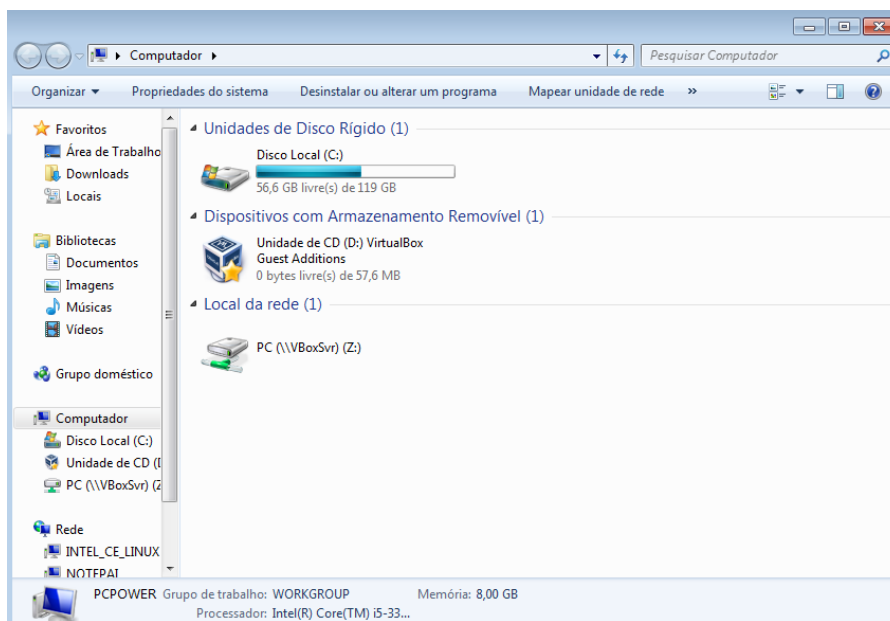 Computador
Pesquisar Computador
Organizar
Propriedades do sistema
Desinstalar ou alterar um programa
Mapear unidade de rede
»
Favoritos
Área de Trabalho
Downloads
Locais
Bibliotecas
Documentos
Imagens
Músicas
Vídeos
Grupo doméstico
Computador
Disco Local (C:)
Unidade de CD (
PC (\\VBoxSvr) (Z
Rede
INTEL_CE_LINUX
NOTEPAI
Unidades de Disco Rígido (1)
Disco Local (C:)
56,6 GB livre(s) de 119 GB
Dispositivos com Armazenamento Removível (1)
Unidade de CD (D:) VirtualBox
Guest Additions
0 bytes livre(s) de 57,6 MB
Local da rede (1)
PC (\\VBoxSvr) (Z:)
PCPOWER Grupo de trabalho: WORKGROUP Memória: 8,00 GB
Processador: Intel(R) Core(TM) i5-33...